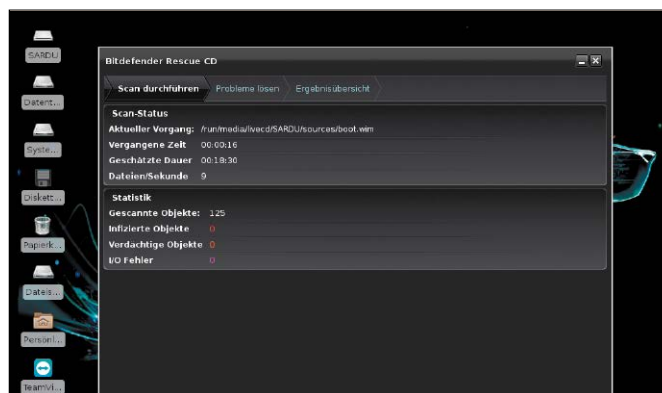 SARDU
Datent...
Syste...
Diskett...
Papierk...
Dateis...
Persönl...
Teamvi...
Bitdefender Rescue CD
Scan durchführen Probleme lösen Ergebnisübersicht
Scan-Status
Aktueller Vorgang: /run/media/livecd/SARDU/sources/boot.wim
Vergangene Zeit 00:00:16
Geschätzte Dauer 00:18:30
Dateien/Sekunde 9
Statistik
Gescannte Objekte: 125
Infizierte Objekte 0
Verdächtige Objekte 0
I/O Fehler 0